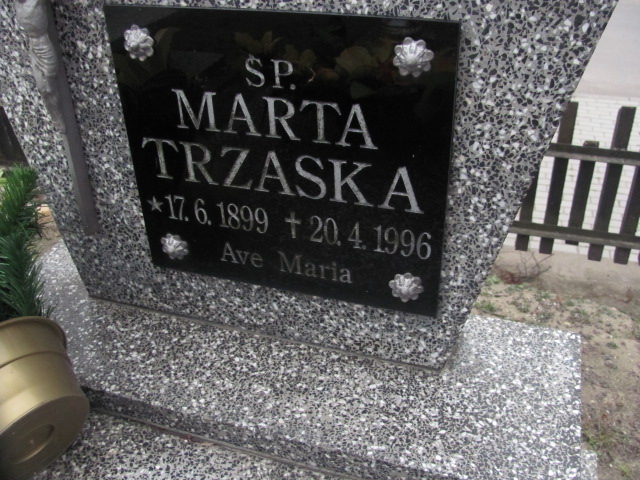 ŚP.
MARTA
TRZASKA
*17.6.1899 †20.4.1996
Ave Maria